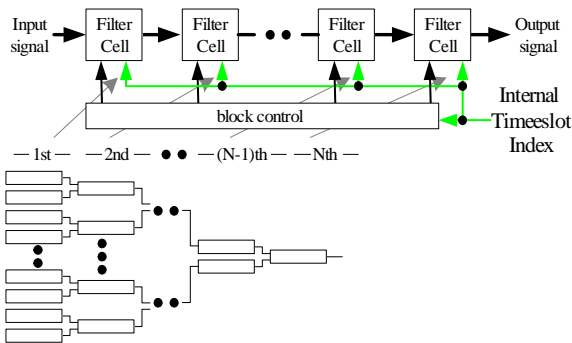 Input signal
Filter Cell
Filter Cell
Filter Cell
Filter Cell
Output signal
block control
Internal Timeeslot Index
1st
2nd
(N-1)th
Nth